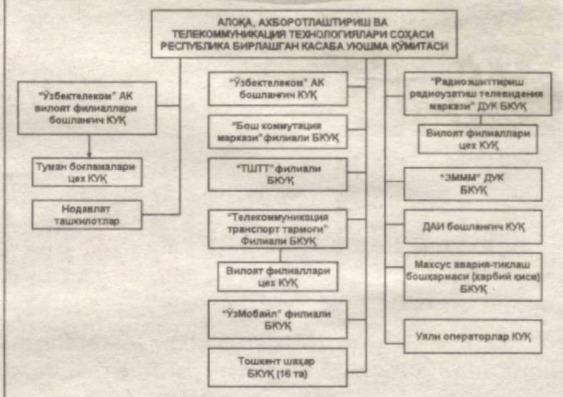 АЛОҚА, АХБОРОТЛАШТИРИШ ВА
ТЕЛЕКОММУНИКАЦИЯ ТЕХНОЛОГИЯЛАРИ СОҲАСИ
РЕСПУБЛИКА БИРЛАШГАН КАСАБА УЮШМА ҚЎМИТАСИ
"Ўзбектелеком" АК
вилоят филиаллари
бошланғич КУҚ
Туман боғламалари
цех КУҚ
Нодавлат
ташкилотлар
"Ўзбектелеком" АК
бошланғич КУҚ
"Бош коммутация
маркази" филиали БКУҚ
"ТШТТ" филиали
БКУҚ
"Телекоммуникация
транспорт тармоғи"
Филиали БКУҚ
Вилоят филиаллари
цех КУҚ
"ЎзМобайл" филиали
БКУҚ
Тошкент шаҳар
БКУҚ (16 та)
"Радиоэшиттириш
радиоузатиш телевидения
маркази" ДУК БКУҚ
Вилоят филиаллари
цех КУҚ
"ЭМММ" ДУК
БКУҚ
ДАИ бошланғич КУҚ
Махсус авария-тиклаш
бошқармаси (ҳарбий қисм)
БКУҚ
Уяли операторлар КУҚ